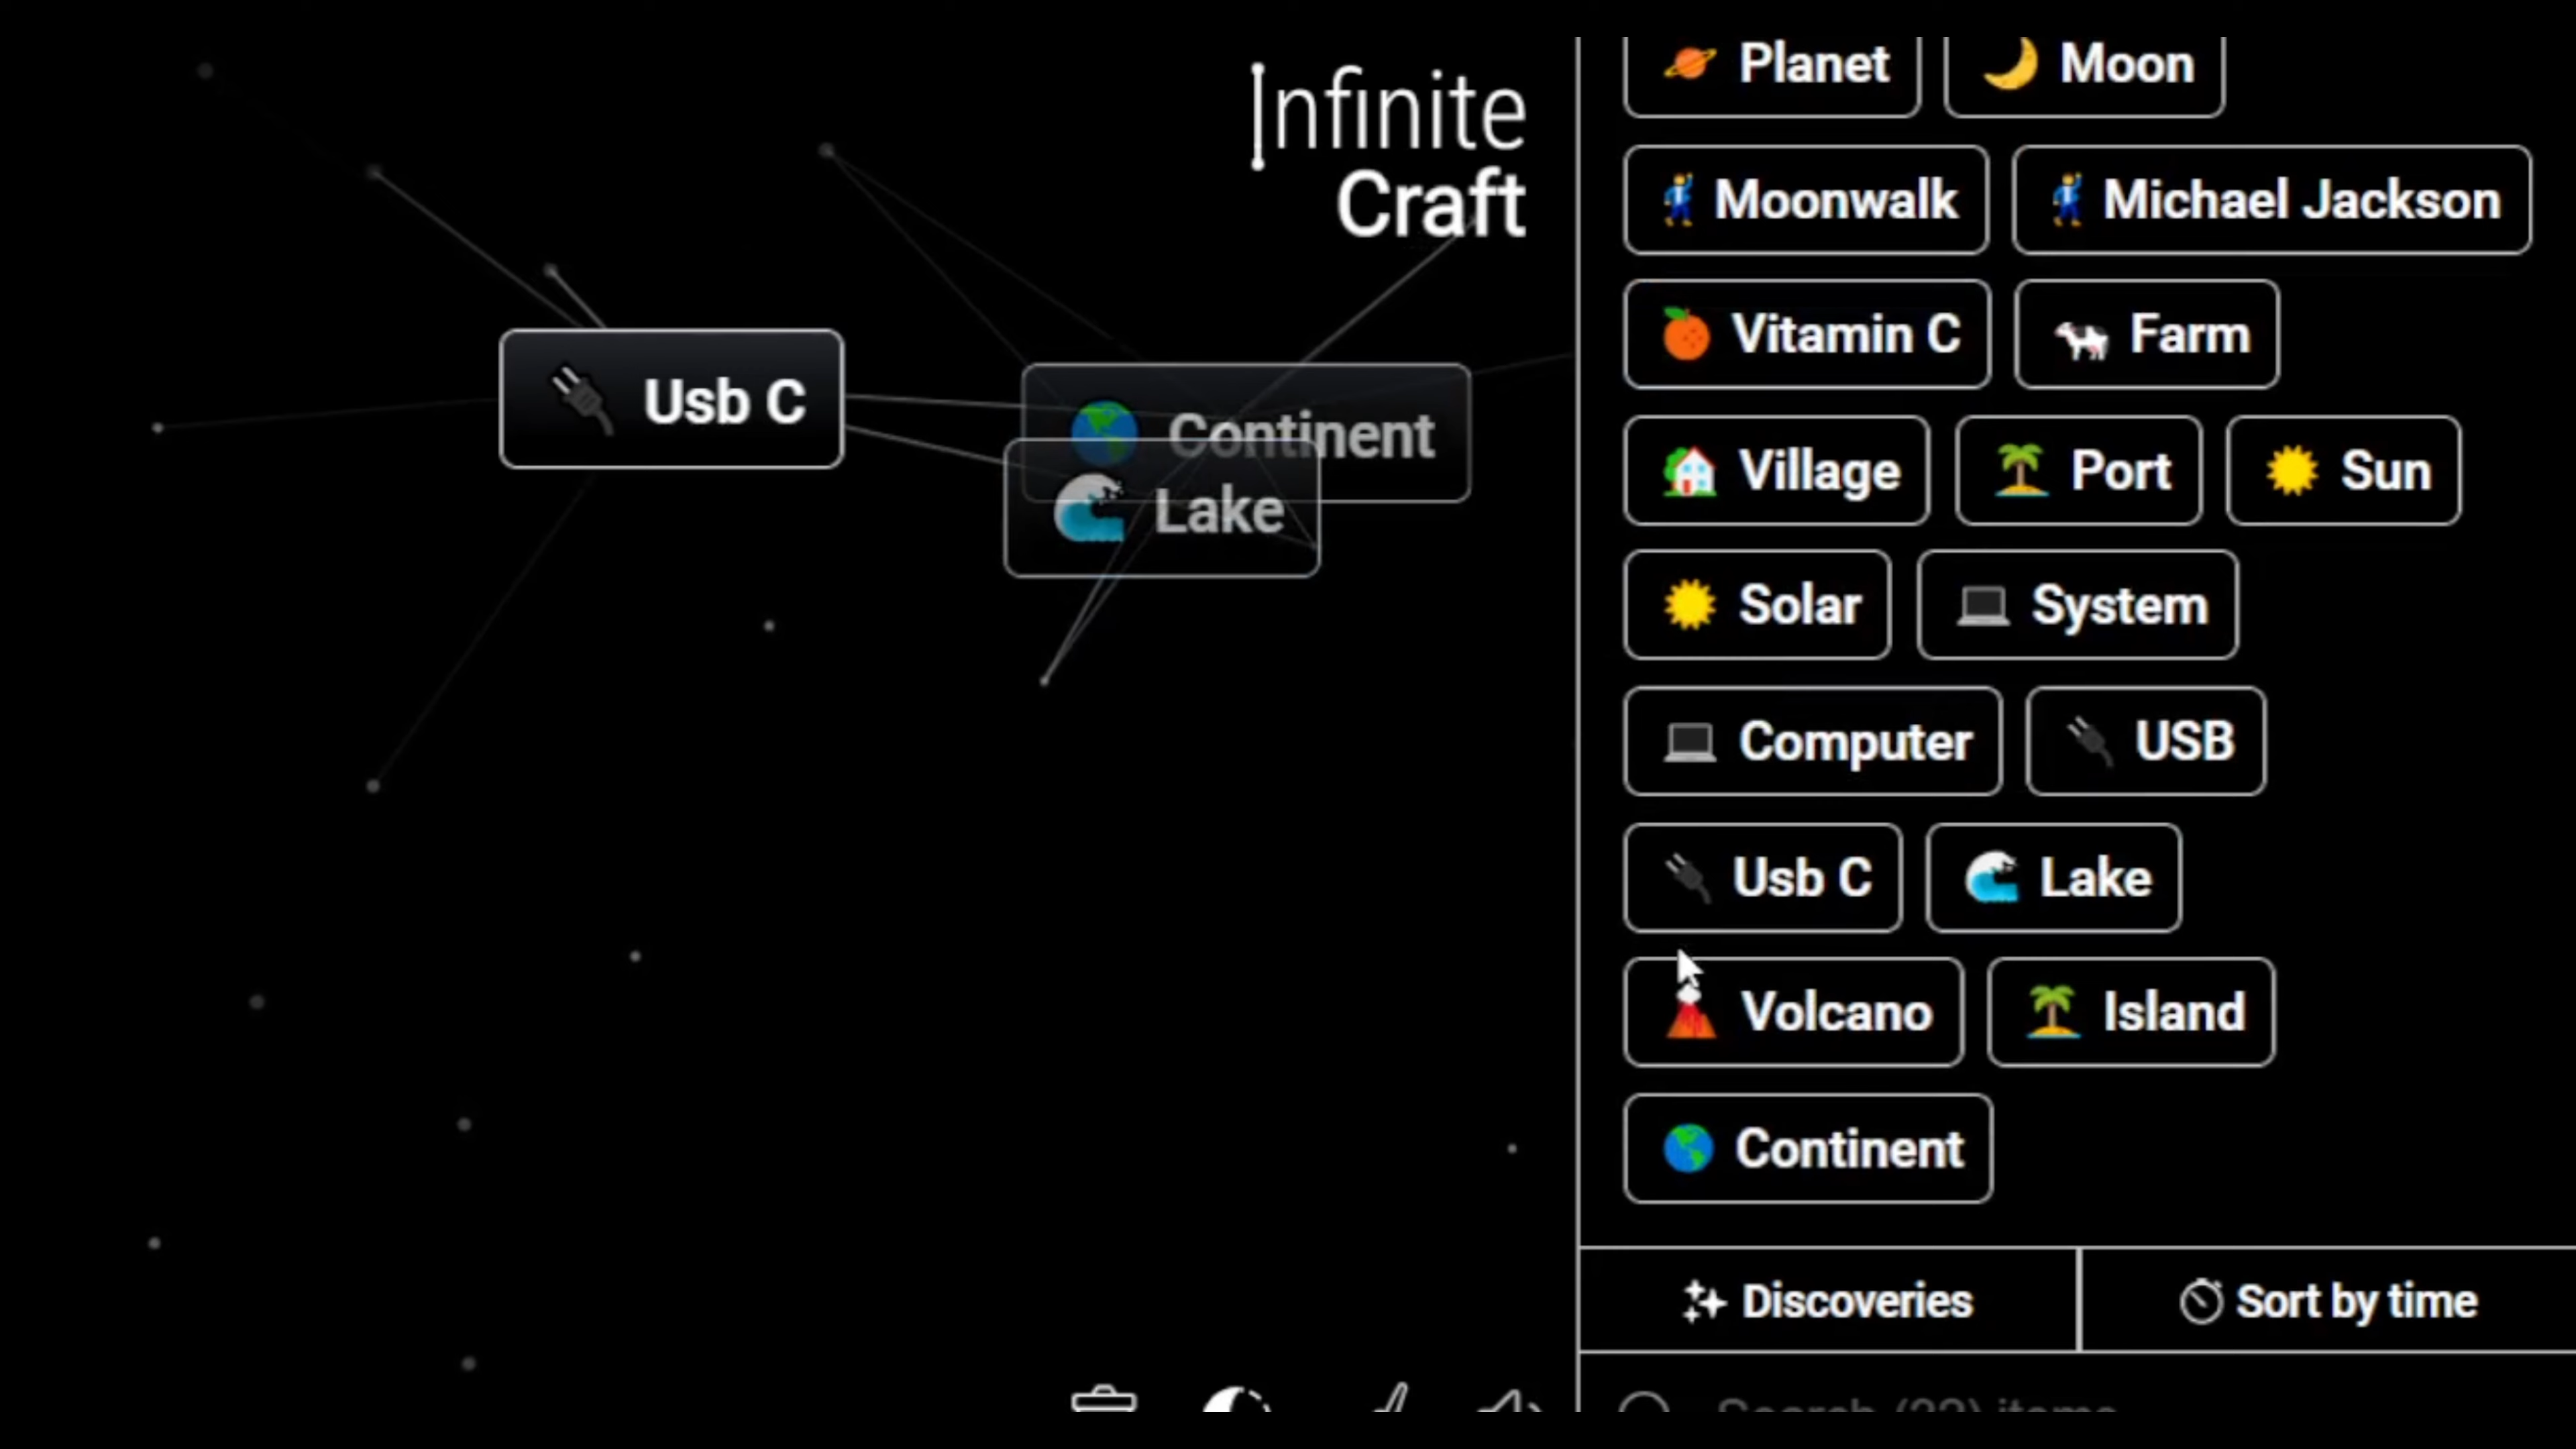 Infinite
Craft
Usb C
Continent
Lake
Planet Moon
Moonwalk Michael Jackson
Vitamin C Farm
Village Port Sun
Solar System
Computer USB
Usb C Lake
Volcano Island
Continent
Discoveries Sort by time